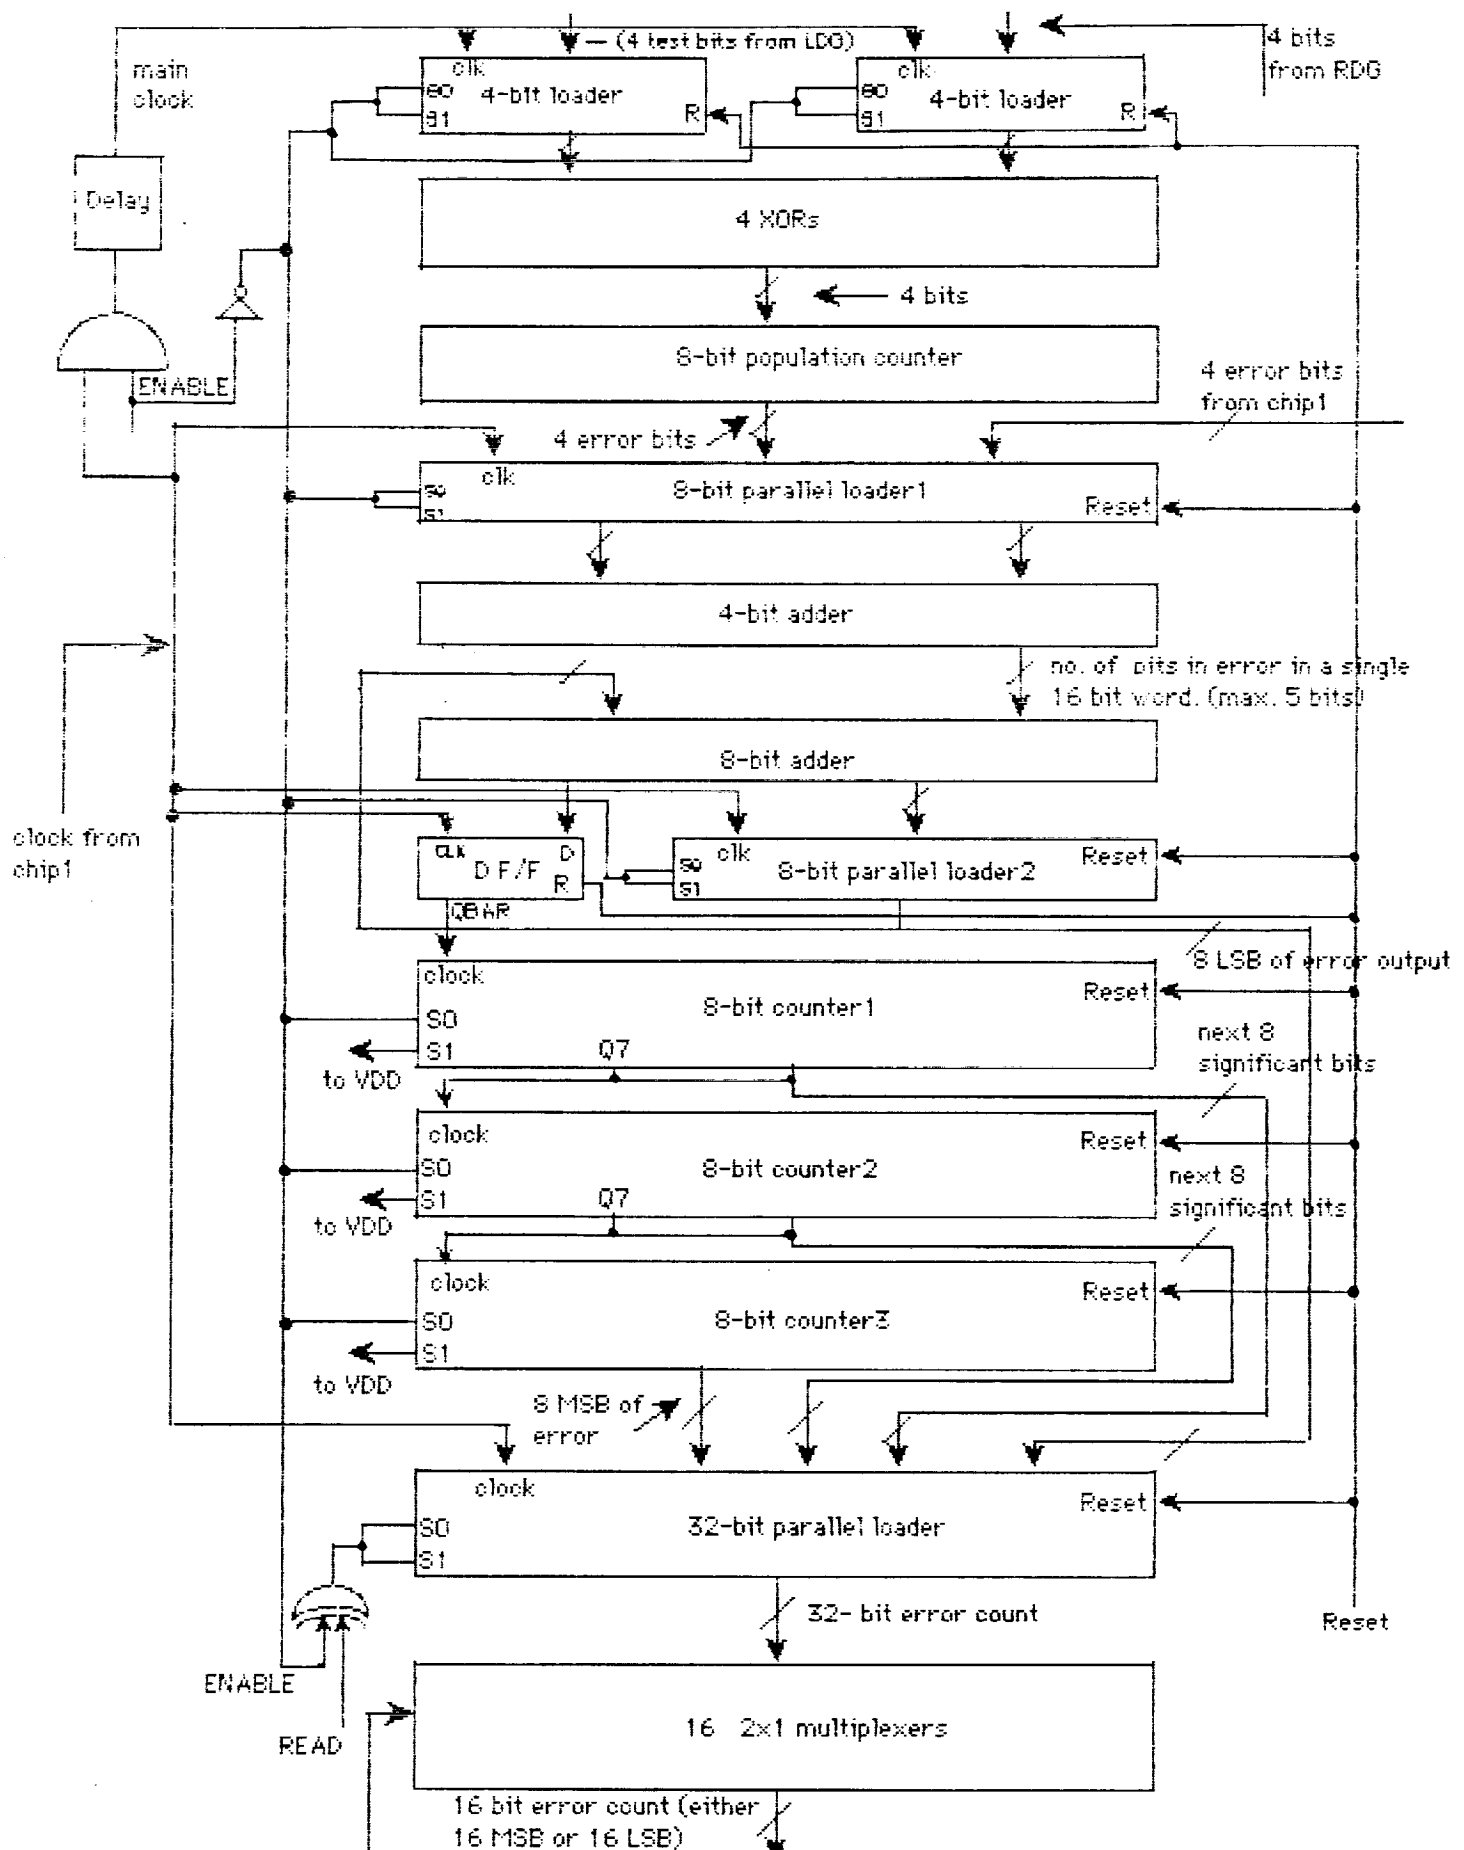 (4 test bits from LDG)
4 bits
from RDG
main
clock
clk
S0
4-bit loader
S1
R
clk
S0
4-bit loader
S1
R
Delay
4 XORs
4 bits
8-bit population counter
ENABLE
4 error bits
from chip1
4 error bits
clk
S0
8-bit parallel loader1
S1
Reset
4-bit adder
no. of bits in error in a single
16 bit word. (max. 5 bits)
8-bit adder
clock from
chip1
CLK
D
D F/F
R
QBAR
clk
S0
8-bit parallel loader2
S1
Reset
8 LSB of error output
clock
8-bit counter1
Reset
S0
S1
Q7
to VDD
next 8
significant bits
clock
8-bit counter2
Reset
S0
S1
Q7
to VDD
next 8
significant bits
clock
8-bit counter3
Reset
S0
S1
to VDD
8 MSB of
error
clock
Reset
S0
32-bit parallel loader
S1
32- bit error count
Reset
ENABLE
READ
16 2x1 multiplexers
16 bit error count (either
16 MSB or 16 LSB)